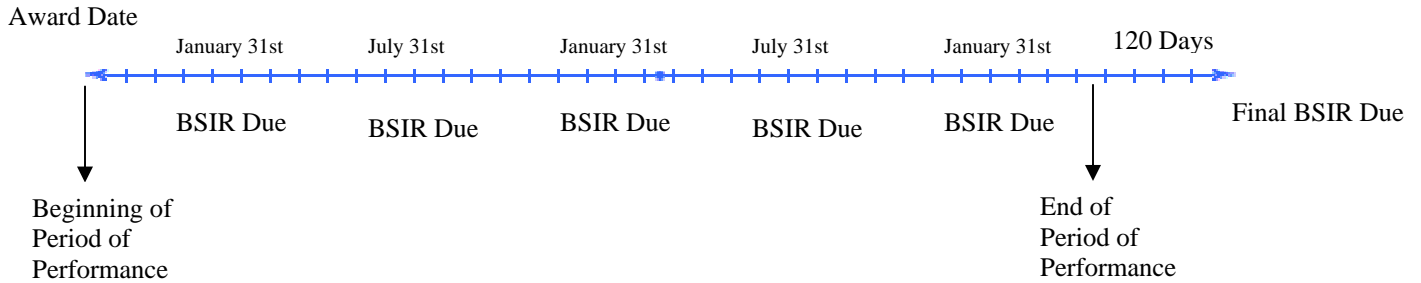 Award Date
January 31st July 31st January 31st July 31st January 31st 120 Days
BSIR Due BSIR Due BSIR Due BSIR Due BSIR Due Final BSIR Due
Beginning of
Period of
Performance
End of
Period of
Performance